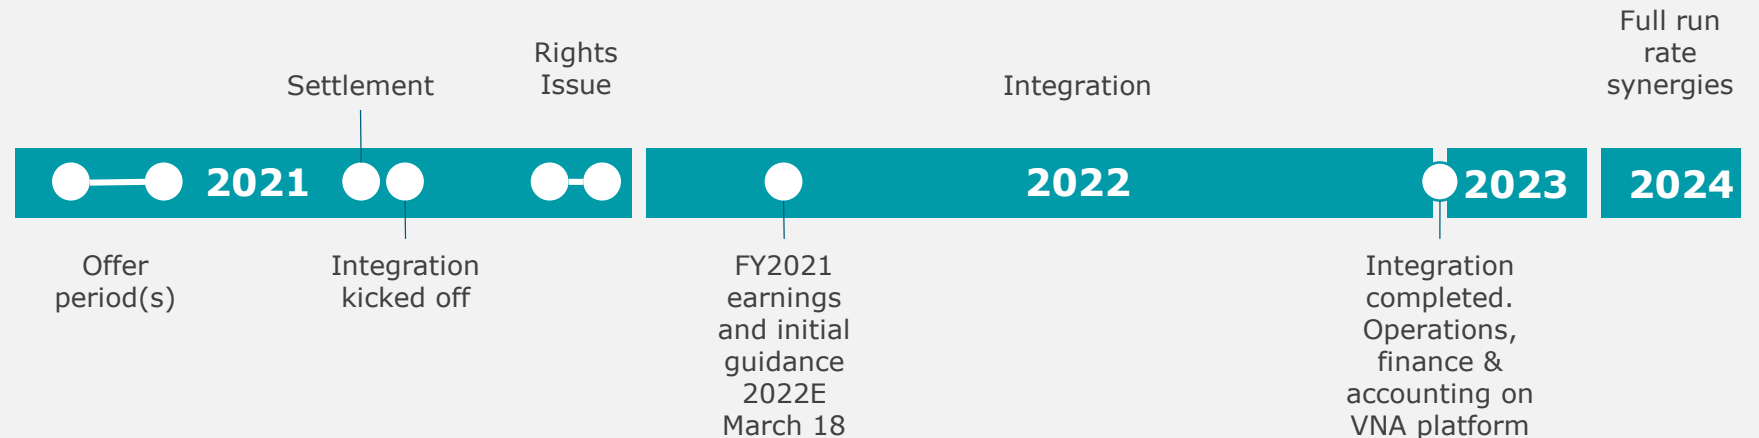 Full run
rate
synergies
Rights
Issue
Settlement
Integration
2021
2022
2023
2024
Offer
period(s)
Integration
kicked off
FY2021
earnings
and initial
guidance
2022E
March 18
Integration
completed.
Operations,
finance &
accounting on
VNA platform